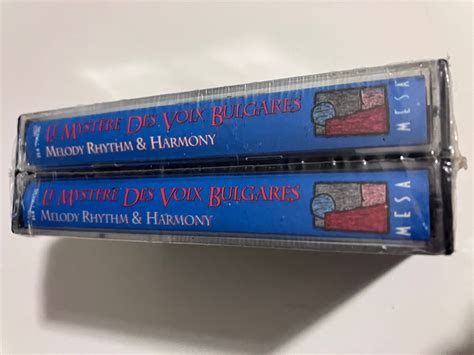 LE MYSTÈRE DES VOIX BULGARES
MELODY RHYTHM & HARMONY
MESA
LE MYSTÈRE DES VOIX BULGARES
MELODY RHYTHM & HARMONY
MESA